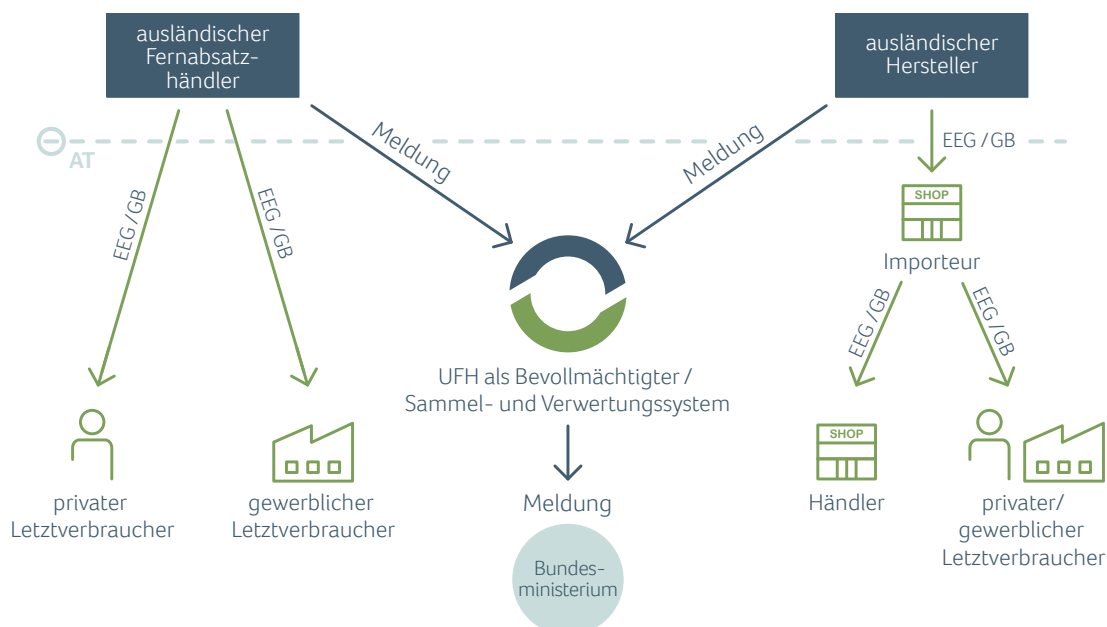 ausländischer
Fernabsatz-
händler
ausländischer
Hersteller
AT
Meldung
Meldung
EEG / GB
EEG / GB
EEG / GB
SHOP
Importeur
EEG / GB
EEG / GB
UFH als Bevollmächtigter /
Sammel- und Verwertungssystem
privater
Letztverbraucher
gewerblicher
Letztverbraucher
Meldung
Bundes-
ministerium
SHOP
Händler
privater/
gewerblicher
Letztverbraucher